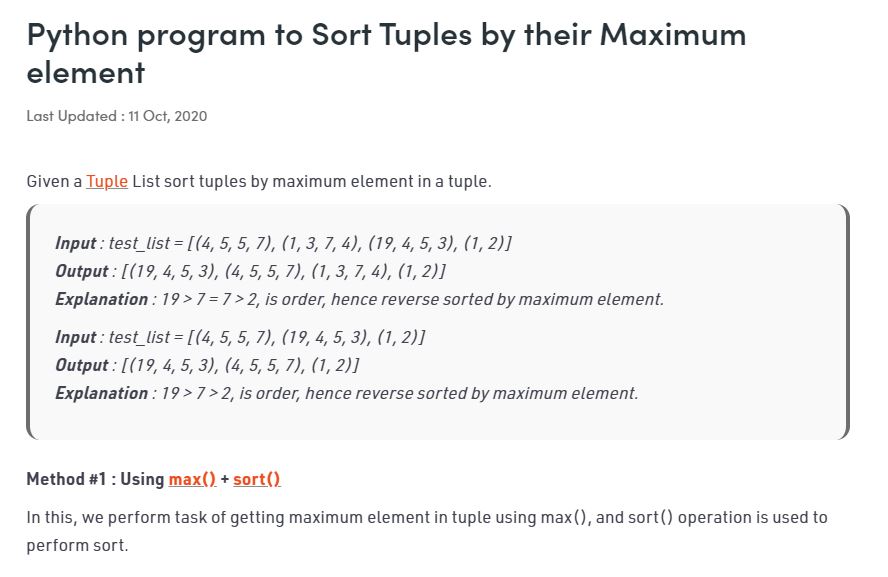 Python program to Sort Tuples by their Maximum
element
Last Updated : 11 Oct, 2020
Given a Tuple List sort tuples by maximum element in a tuple.
Input : test_list = [(4, 5, 5, 7), (1, 3, 7, 4), (19, 4, 5, 3), (1, 2)]
Output : [(19, 4, 5, 3), (4, 5, 5, 7), (1, 3, 7, 4), (1, 2)]
Explanation : 19 > 7 = 7 > 2, is order, hence reverse sorted by maximum element.
Input : test_list = [(4, 5, 5, 7), (19, 4, 5, 3), (1, 2)]
Output : [(19, 4, 5, 3), (4, 5, 5, 7), (1, 2)]
Explanation : 19 > 7 > 2, is order, hence reverse sorted by maximum element.
Method #1 : Using max() + sort()
In this, we perform task of getting maximum element in tuple using max(), and sort() operation is used to
perform sort.